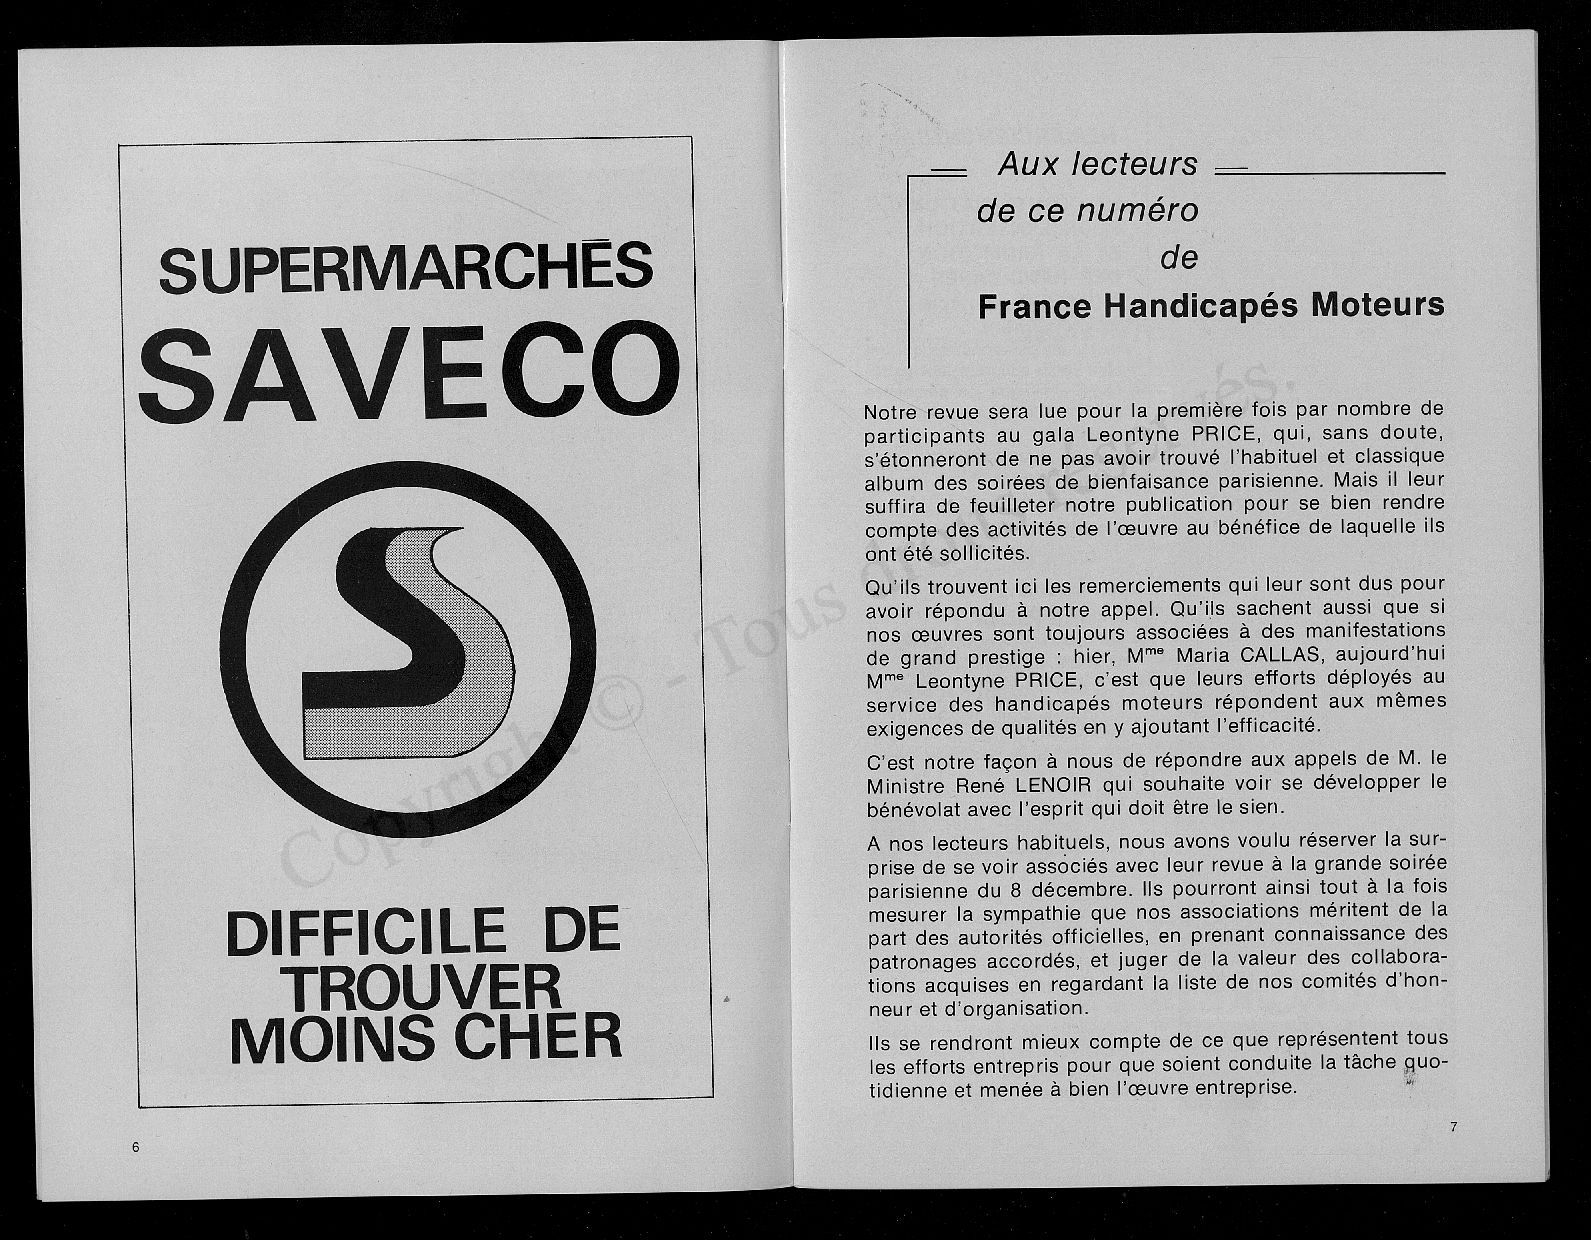 SUPERMARCHÉS
SAVECO
DIFFICILE DE
TROUVER
MOINS CHER
6
Aux lecteurs
de ce numéro
de
France Handicapés Moteurs
Notre revue sera lue pour la première fois par nombre de
participants au gala Leontyne PRICE, qui, sans doute,
s'étonneront de ne pas avoir trouvé l'habituel et classique
album des soirées de bienfaisance parisienne. Mais il leur
suffira de feuilleter notre publication pour se bien rendre
compte des activités de l'œuvre au bénéfice de laquelle ils
ont été sollicités.
Qu'ils trouvent ici les remerciements qui leur sont dus pour
avoir répondu à notre appel. Qu'ils sachent aussi que si
nos œuvres sont toujours associées à des manifestations
de grand prestige : hier, Mme Maria CALLAS, aujourd'hui
Mme Leontyne PRICE, c'est que leurs efforts déployés au
service des handicapés moteurs répondent aux mêmes
exigences de qualités en y ajoutant l'efficacité.
C'est notre façon à nous de répondre aux appels de M. le
Ministre René LENOIR qui souhaite voir se développer le
bénévolat avec l'esprit qui doit être le sien.
A nos lecteurs habituels, nous avons voulu réserver la sur-
prise de se voir associés avec leur revue à la grande soirée
parisienne du 8 décembre. Ils pourront ainsi tout à la fois
mesurer la sympathie que nos associations méritent de la
part des autorités officielles, en prenant connaissance des
patronages accordés, et juger de la valeur des collabora-
tions acquises en regardant la liste de nos comités d'hon-
neur et d'organisation.
Ils se rendront mieux compte de ce que représentent tous
les efforts entrepris pour que soient conduite la tâche quo-
tidienne et menée à bien l'œuvre entreprise.
7
Copyright © - Tous